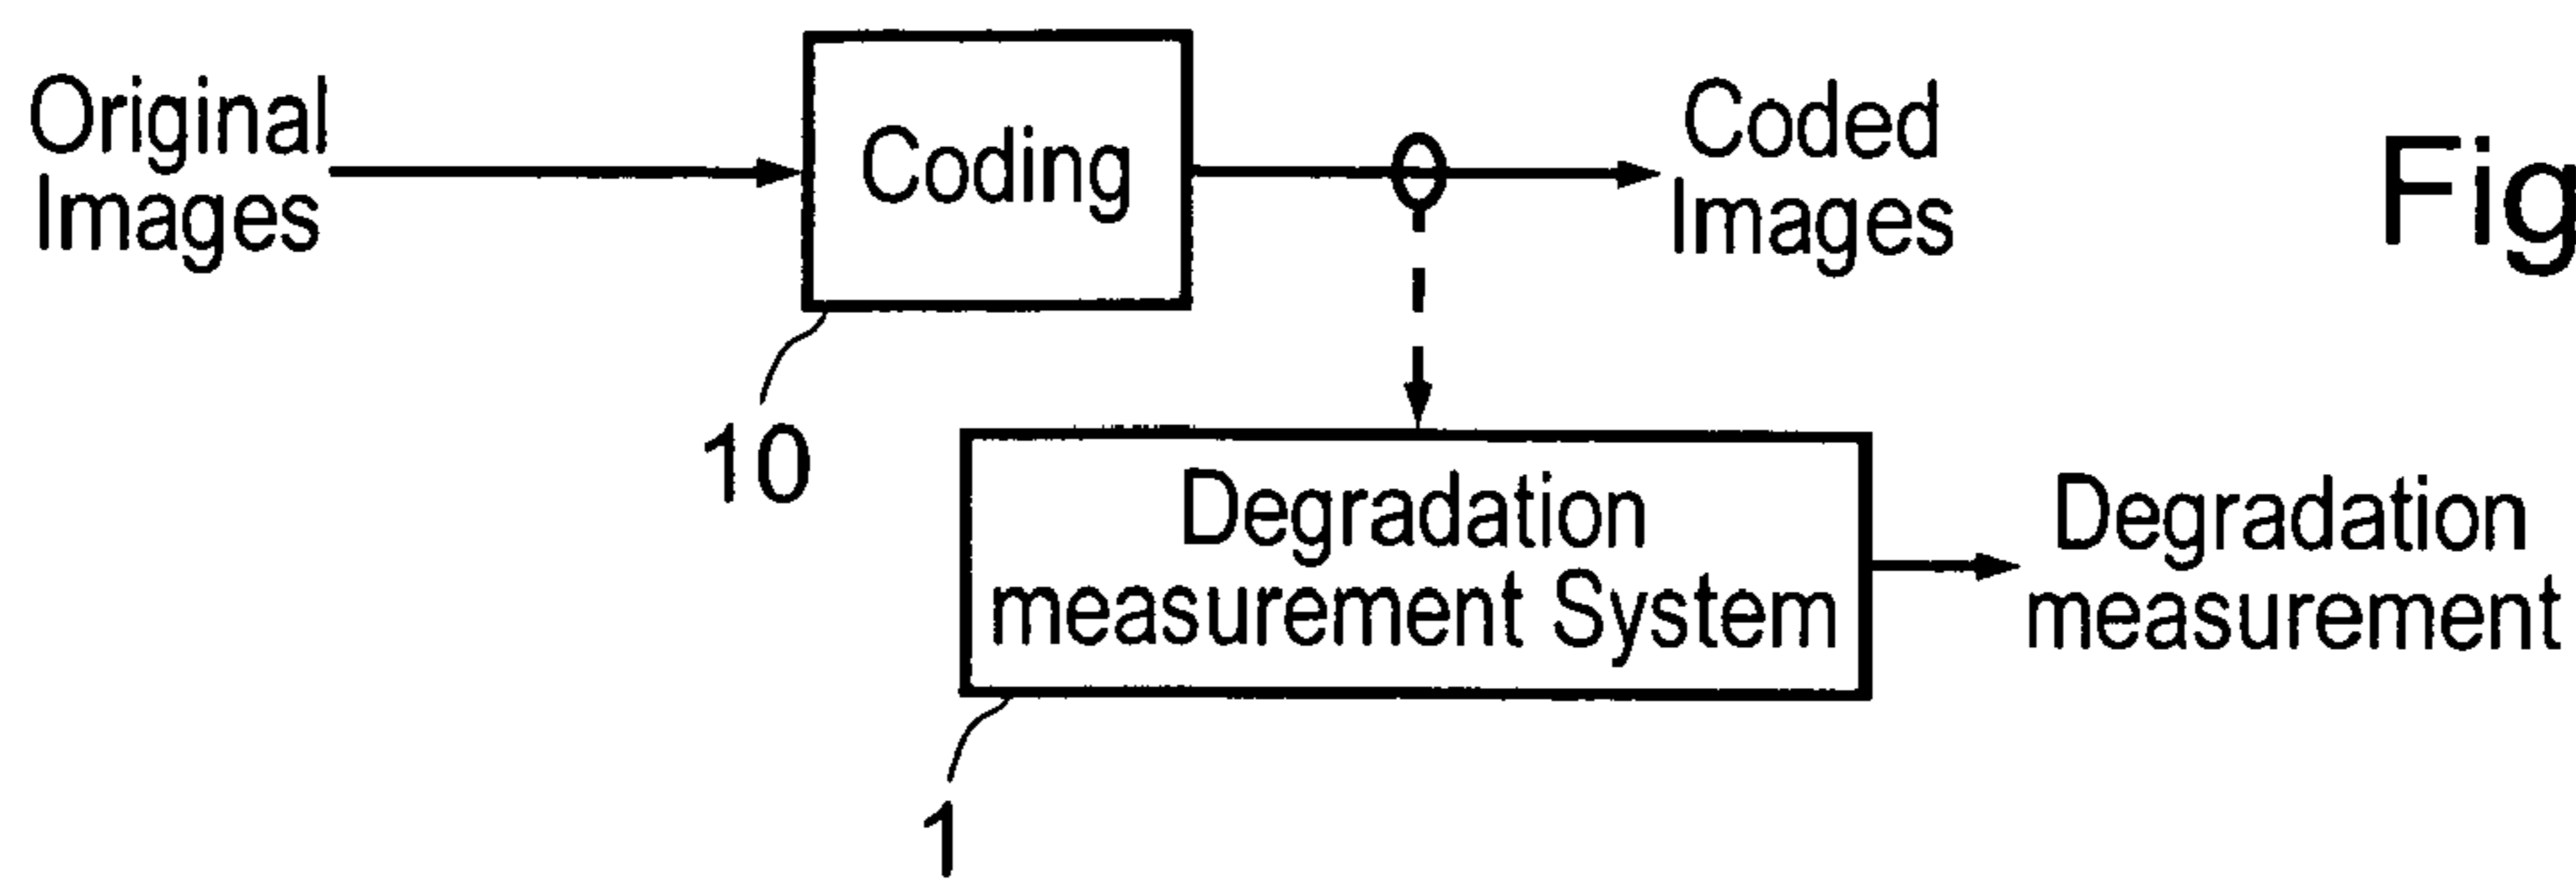 Original
Images
Coding
Coded
Images
Fig
10
Degradation
measurement System
Degradation
measurement
1